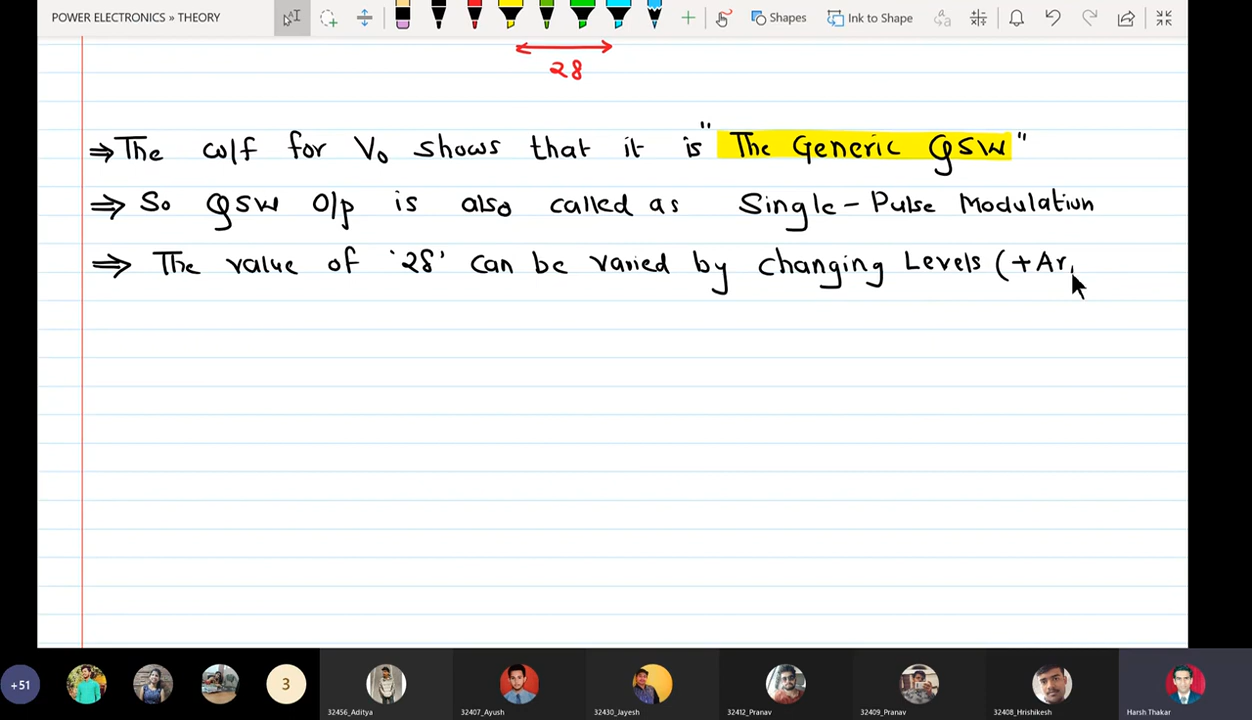 POWER ELECTRONICS » THEORY
Shapes
Ink to Shape
2δ
⇒ The w/f for Vo shows that it is "The Generic QSW"
⇒ So QSW O/p is also called as Single-Pulse Modulation
⇒ The value of '2δ' can be varied by changing Levels (+Ar,
+51
3
32456_Aditya
32407_Ayush
32430_Jayesh
32412_Pranav
32409_Pranav
32408_Hrishikesh
Harsh Thakar